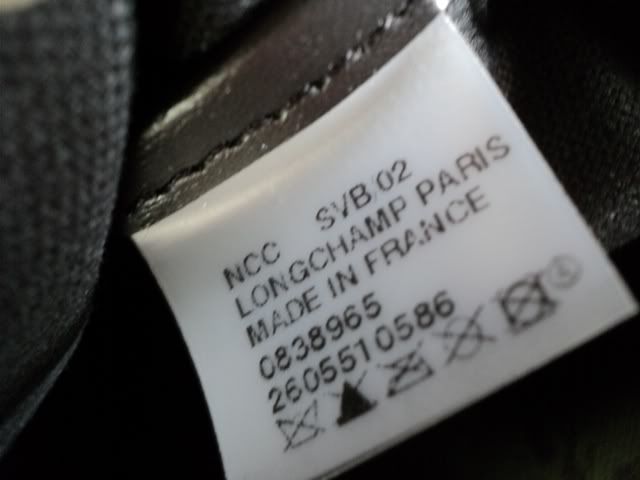 NCC SVB 02
LONGCHAMP PARIS
MADE IN FRANCE
0838965
2605510586